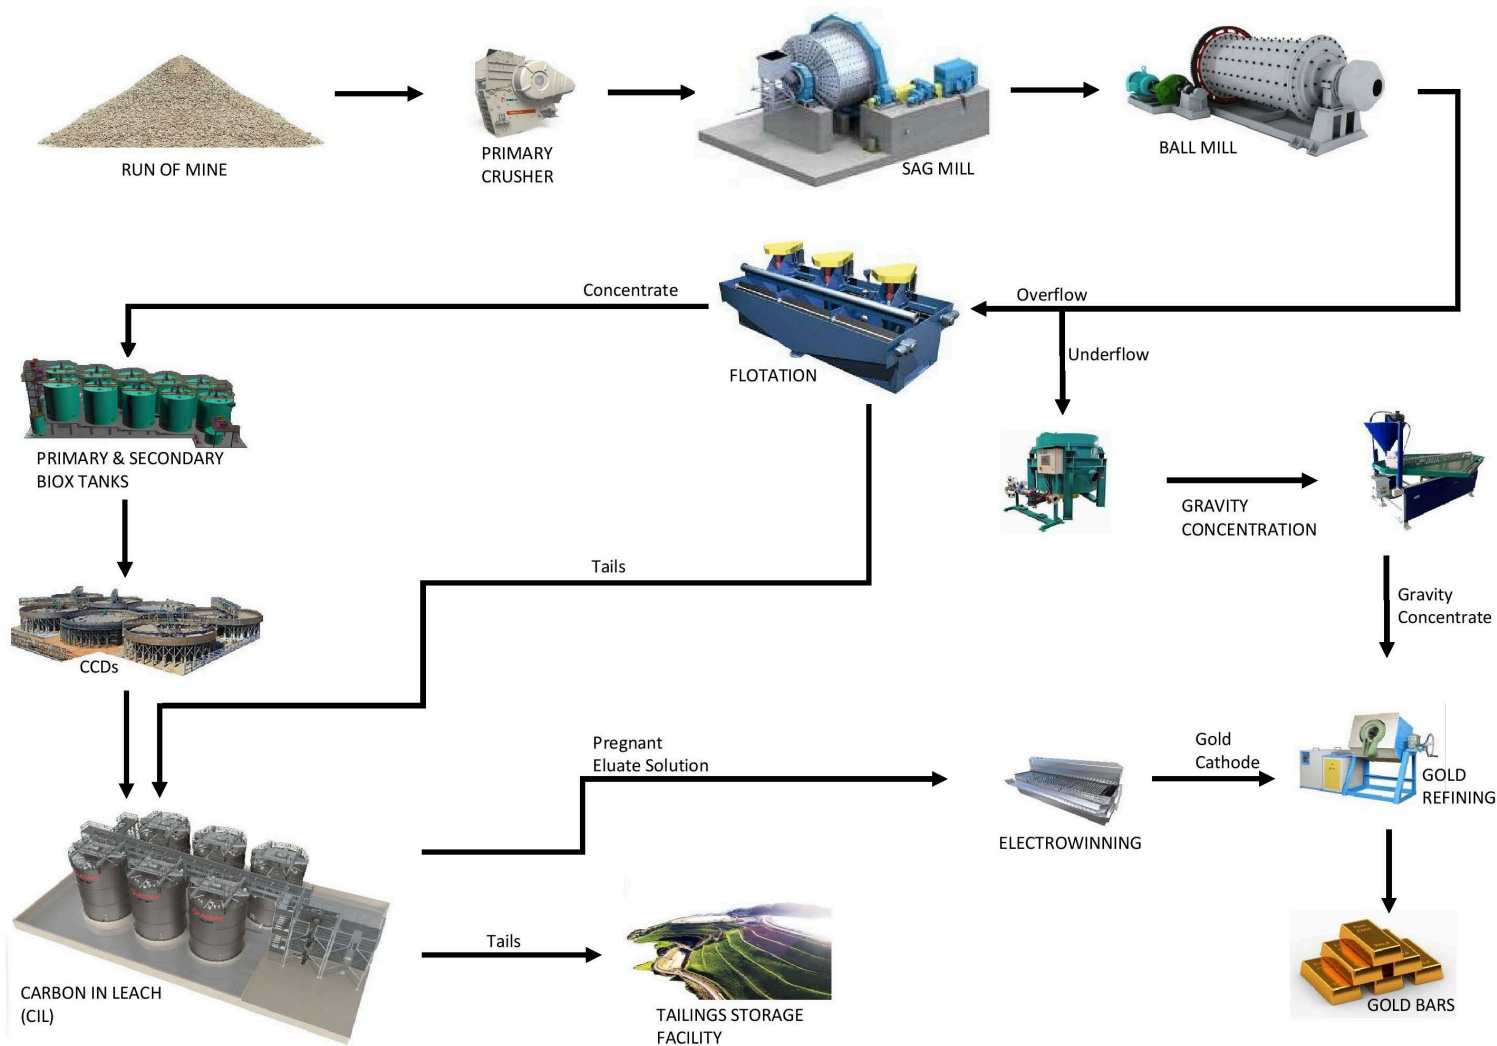 RUN OF MINE
PRIMARY
CRUSHER
SAG MILL
BALL MILL
Concentrate
Overflow
Underflow
FLOTATION
PRIMARY & SECONDARY
BIOX TANKS
GRAVITY
CONCENTRATION
Tails
Gravity
Concentrate
CCDs
Pregnant
Eluate Solution
Gold
Cathode
GOLD
REFINING
ELECTROWINNING
Tails
CARBON IN LEACH
(CIL)
TAILINGS STORAGE
FACILITY
GOLD BARS